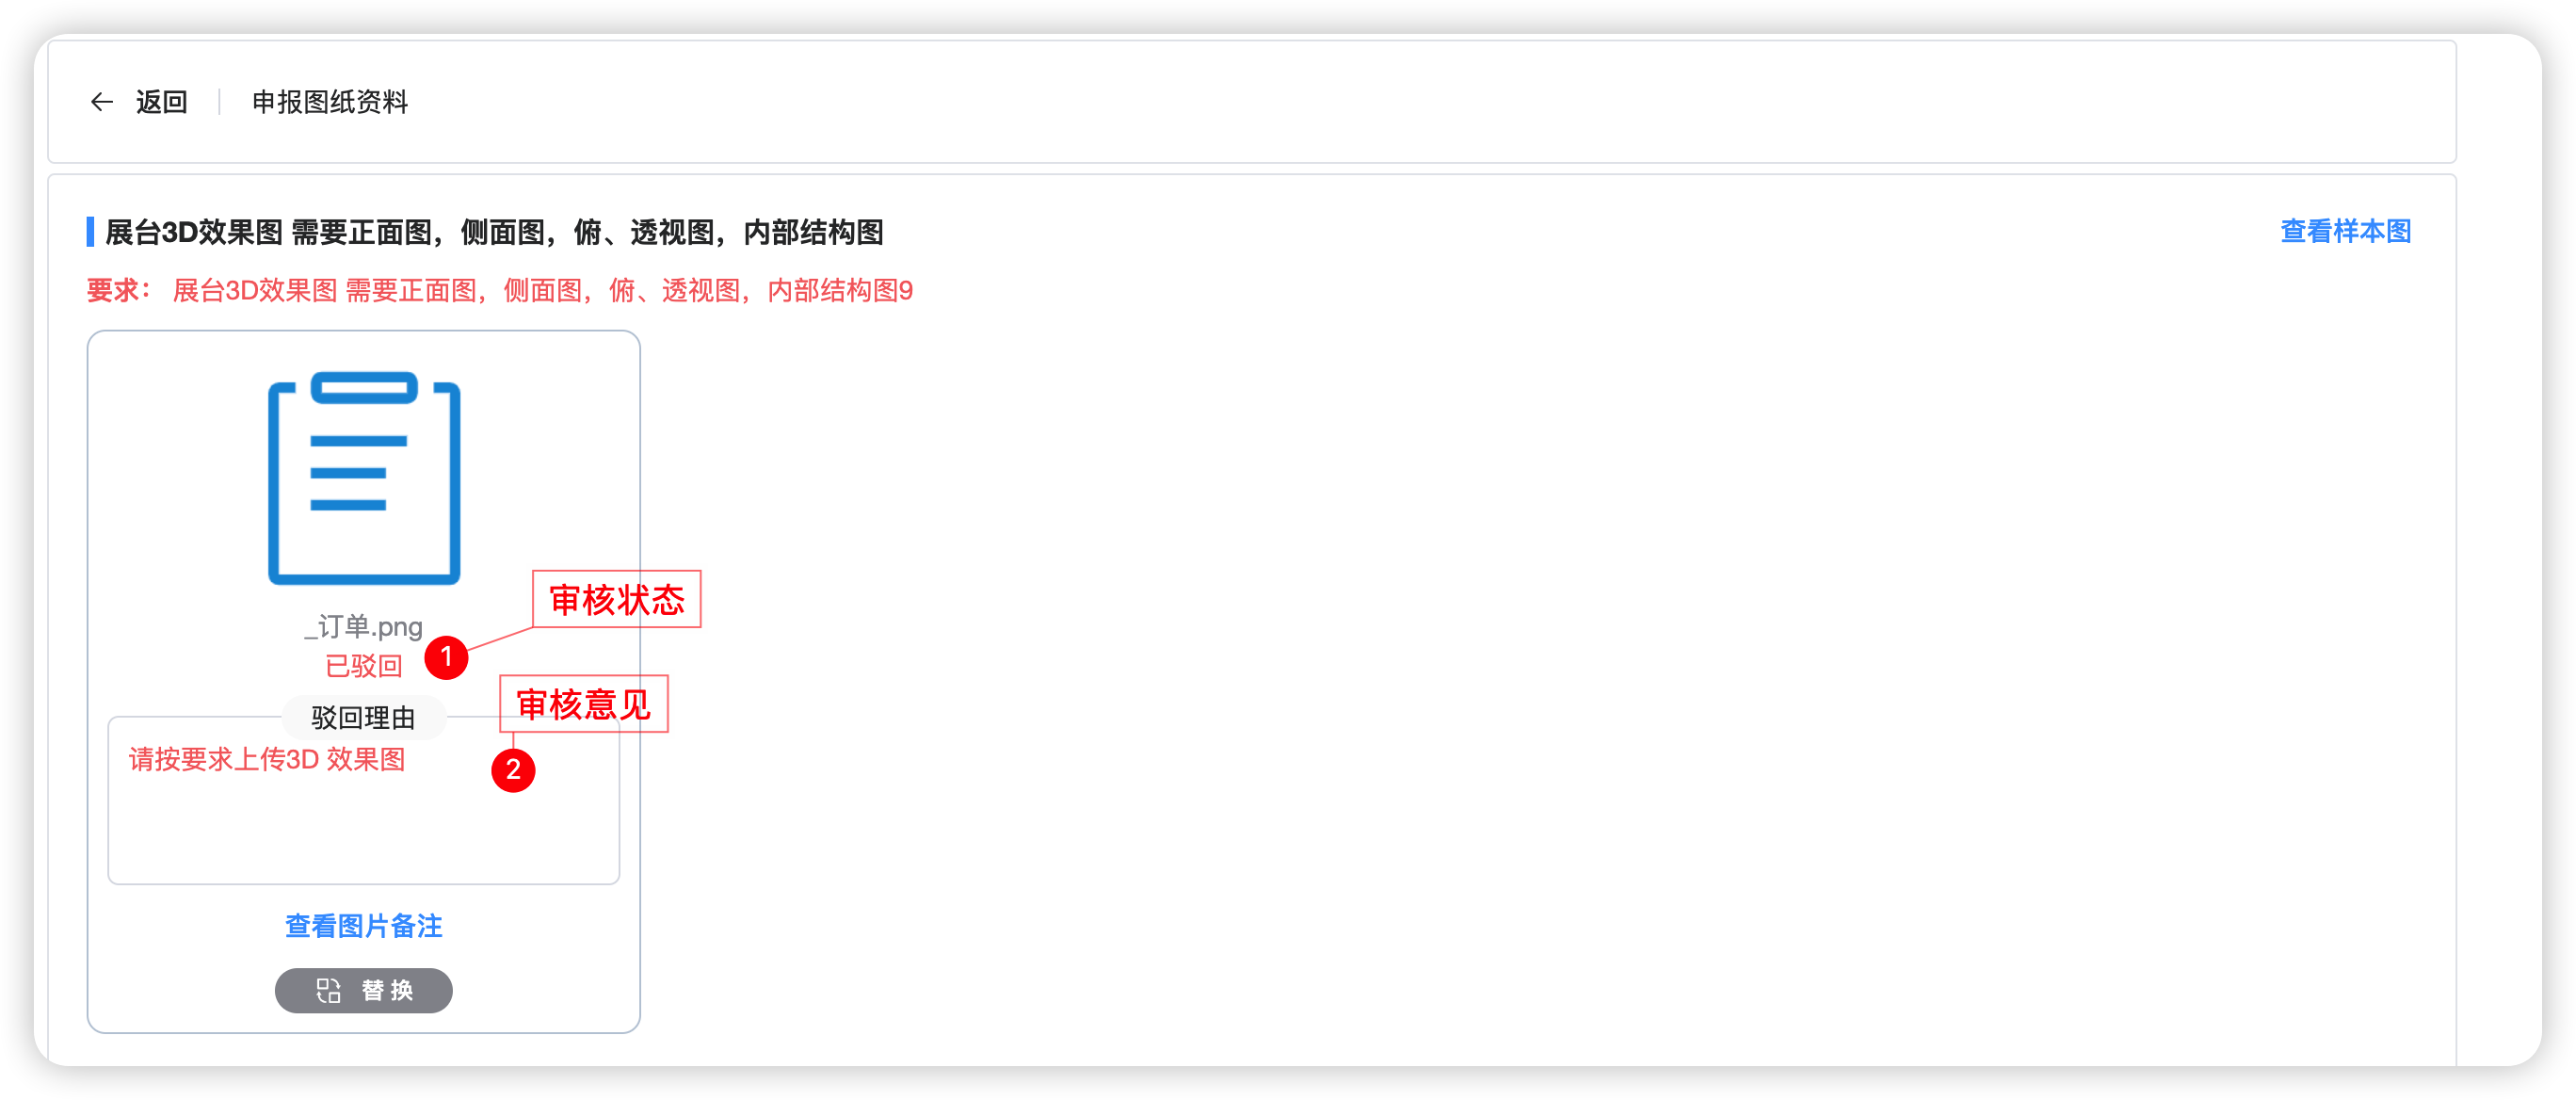 返回 申报图纸资料
展台3D效果图 需要正面图，侧面图，俯、透视图，内部结构图
查看样本图
要求： 展台3D效果图 需要正面图，侧面图，俯、透视图，内部结构图9
_订单.png
审核状态
1
已驳回
审核意见
驳回理由
2
请按要求上传3D 效果图
查看图片备注
替 换